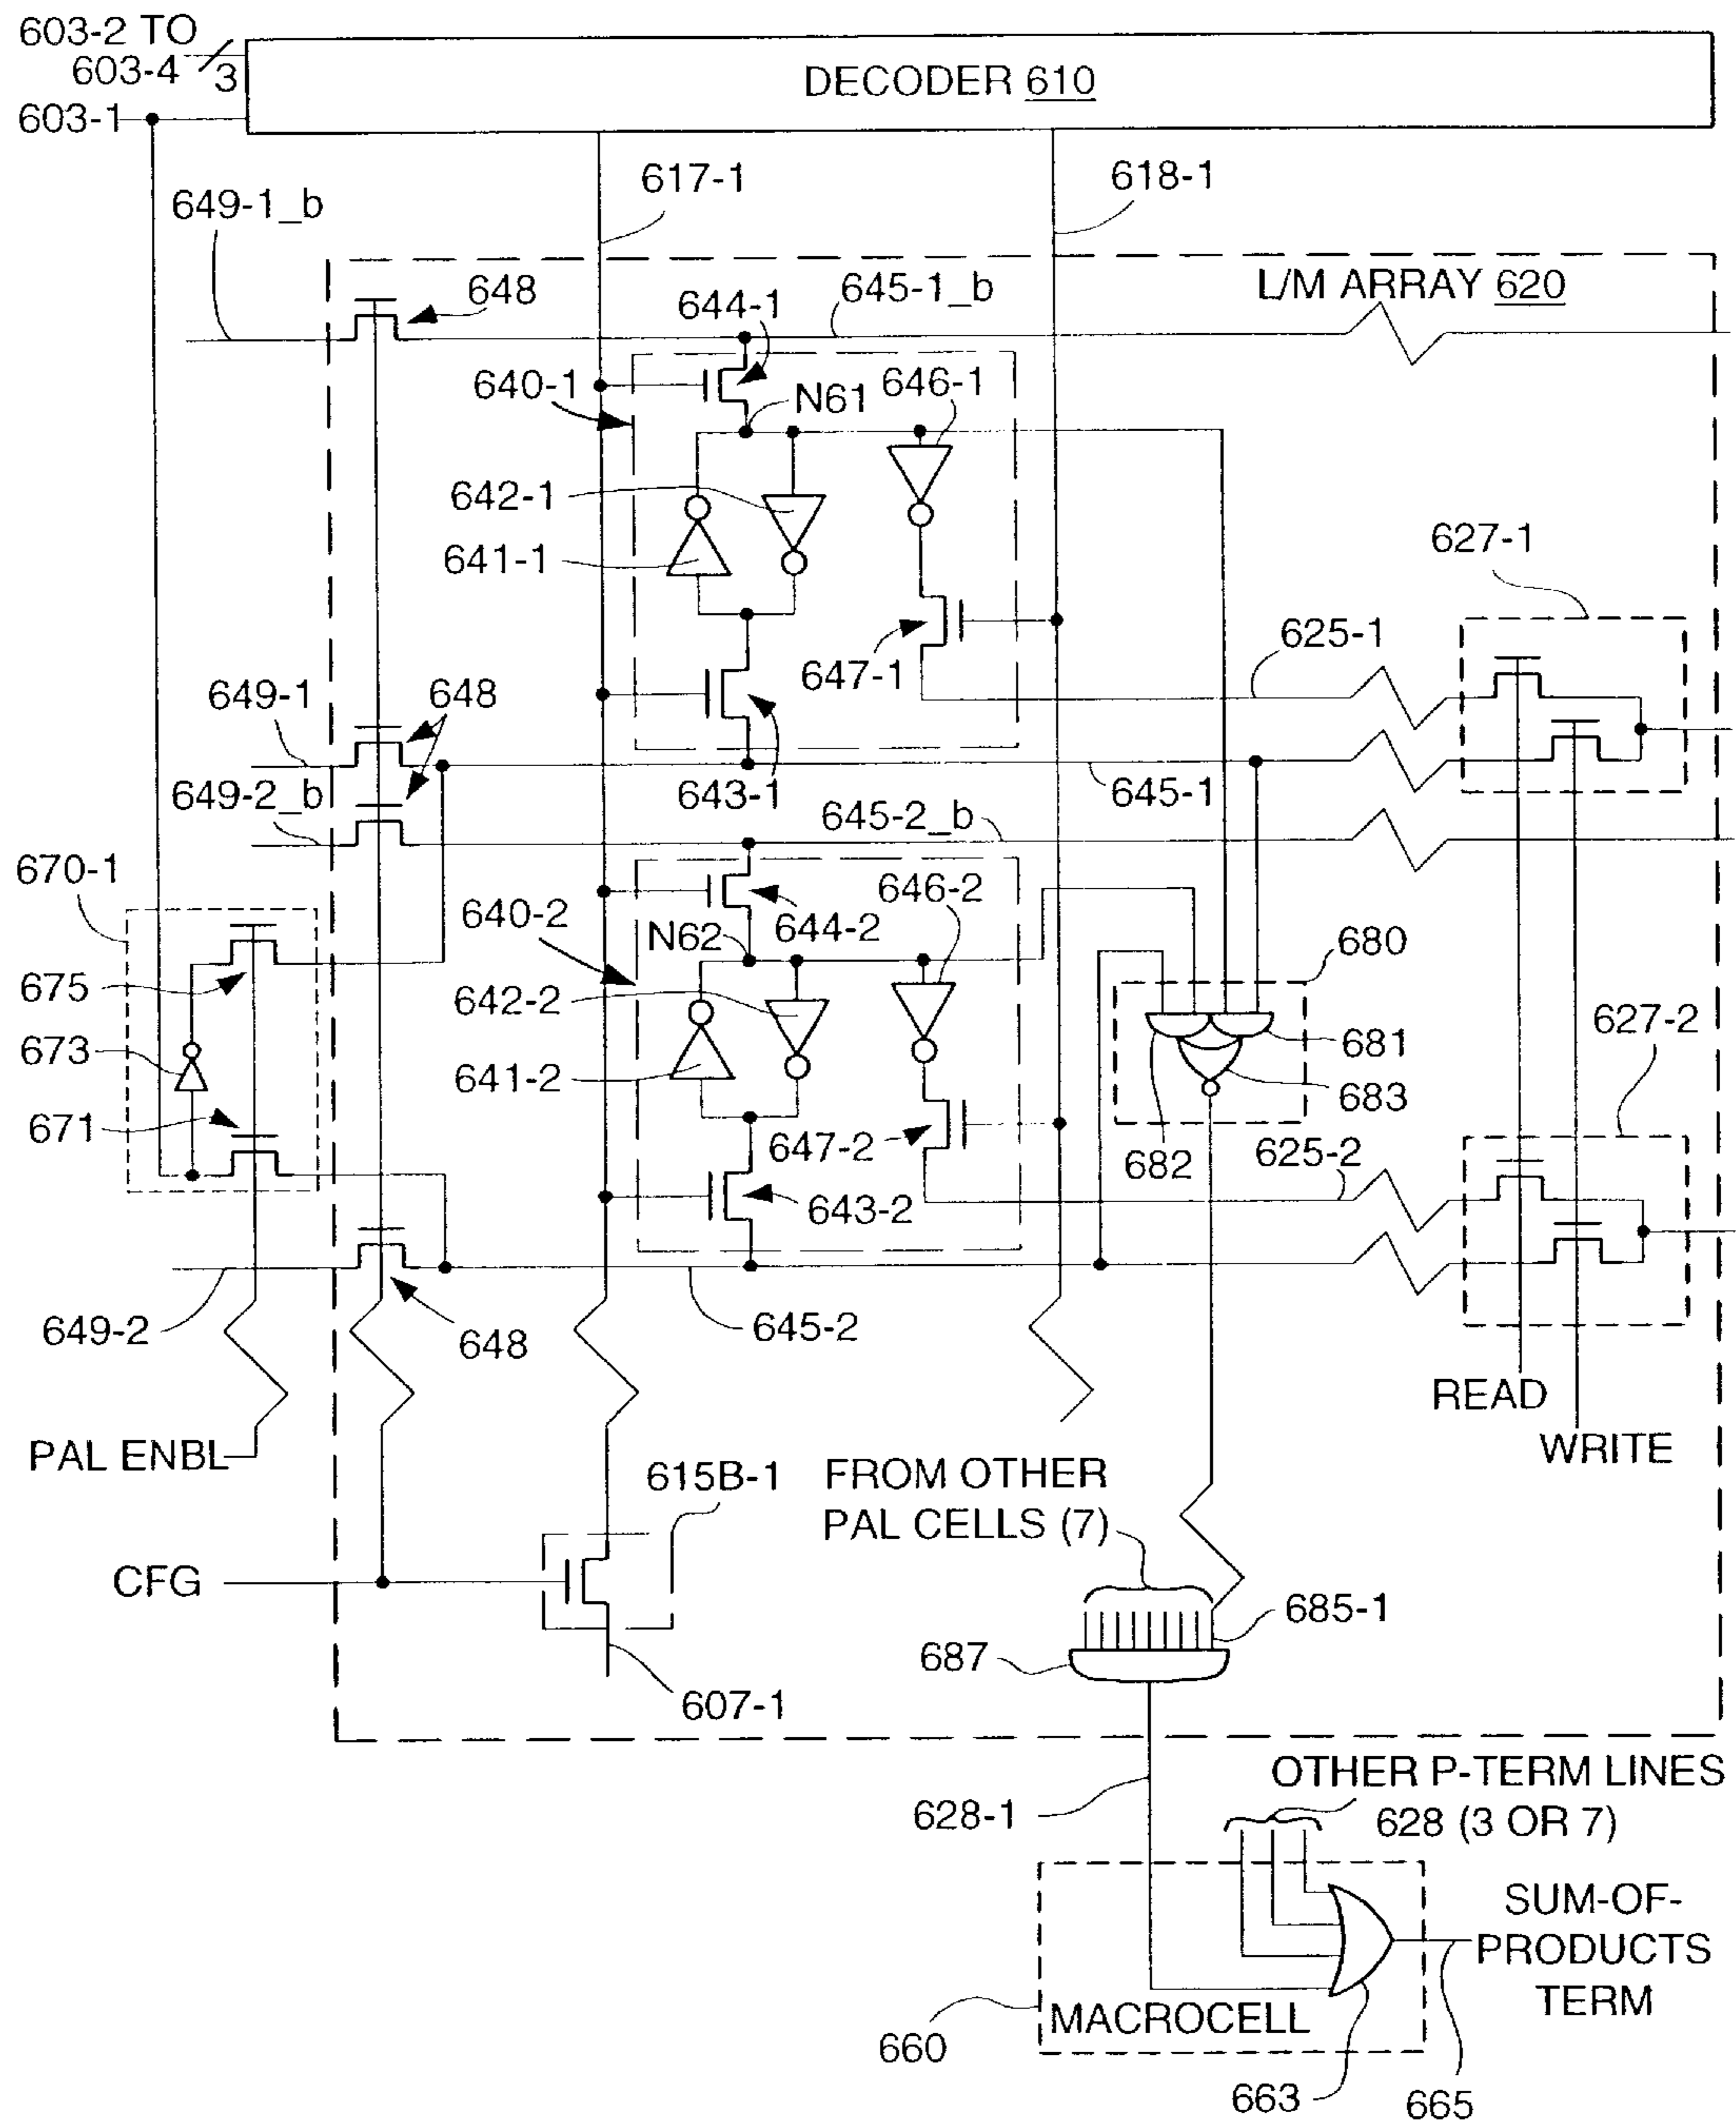 603-2 TO
603-4
3
DECODER 610
603-1
617-1
618-1
649-1_b
648
644-1
645-1_b
L/M ARRAY 620
640-1
N61
646-1
642-1
641-1
627-1
647-1
625-1
649-1
648
649-2_b
643-1
645-1
645-2_b
670-1
640-2
646-2
N62
644-2
680
675
642-2
627-2
673
641-2
681
683
671
647-2
682
625-2
643-2
649-2
648
645-2
READ
PAL ENBL
WRITE
615B-1
FROM OTHER
PAL CELLS (7)
CFG
685-1
687
607-1
OTHER P-TERM LINES
628 (3 OR 7)
628-1
SUM-OF-
PRODUCTS
TERM
MACROCELL
660
663
665